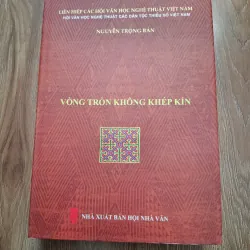 LIÊN HIỆP CÁC HỘI VĂN HỌC NGHỆ THUẬT VIỆT NAM
HỘI VĂN HỌC NGHỆ THUẬT CÁC DÂN TỘC THIỂU SỐ VIỆT NAM
NGUYỄN TRỌNG BÁN
VÒNG TRÒN KHÔNG KHÉP KÍN
NHÀ XUẤT BẢN HỘI NHÀ VĂN